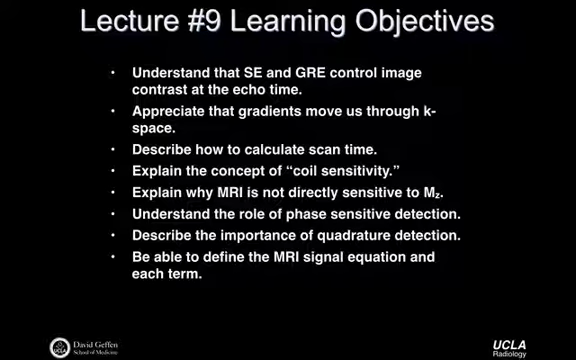 Lecture #9 Learning Objectives
• Understand that SE and GRE control image
contrast at the echo time.
• Appreciate that gradients move us through k-
space.
• Describe how to calculate scan time.
• Explain the concept of “coil sensitivity.”
• Explain why MRI is not directly sensitive to Mz.
• Understand the role of phase sensitive detection.
• Describe the importance of quadrature detection.
• Be able to define the MRI signal equation and
each term.
UCLA
David Geffen
School of Medicine
UCLA
Radiology